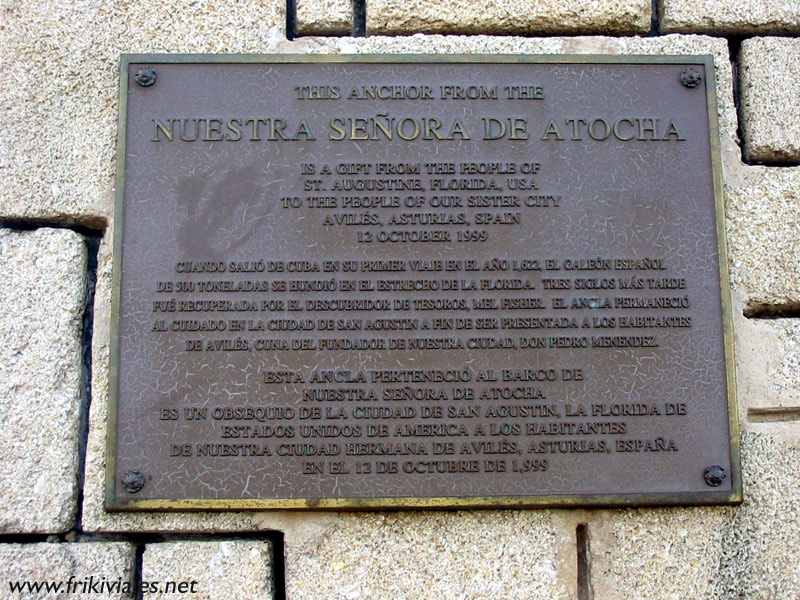 THIS ANCHOR FROM THE
NUESTRA SEÑORA DE ATOCHA
IS A GIFT FROM THE PEOPLE OF
ST. AUGUSTINE, FLORIDA, USA
TO THE PEOPLE OF OUR SISTER CITY
AVILÉS, ASTURIAS, SPAIN
12 OCTOBER 1999
CUANDO SALIÓ DE CUBA EN SU PRIMER VIAJE EN EL AÑO 1,622, EL GALEÓN ESPAÑOL
DE 500 TONELADAS SE HUNDIÓ EN EL ESTRECHO DE LA FLORIDA. TRES SIGLOS MÁS TARDE
FUÉ RECUPERADA POR EL DESCUBRIDOR DE TESOROS, MEL FISHER. EL ANCLA PERMANECIÓ
AL CUIDADO EN LA CIUDAD DE SAN AGUSTIN A FIN DE SER PRESENTADA A LOS HABITANTES
DE AVILÉS, CUNA DEL FUNDADOR DE NUESTRA CIUDAD, DON PEDRO MENENDEZ.
ESTA ANCLA PERTENECIÓ AL BARCO DE
NUESTRA SEÑORA DE ATOCHA
ES UN OBSEQUIO DE LA CIUDAD DE SAN AGUSTIN, LA FLORIDA DE
ESTADOS UNIDOS DE AMERICA A LOS HABITANTES
DE NUESTRA CIUDAD HERMANA DE AVILÉS, ASTURIAS, ESPAÑA
EN EL 12 DE OCTUBRE DE 1,999
www.frikiviajes.net